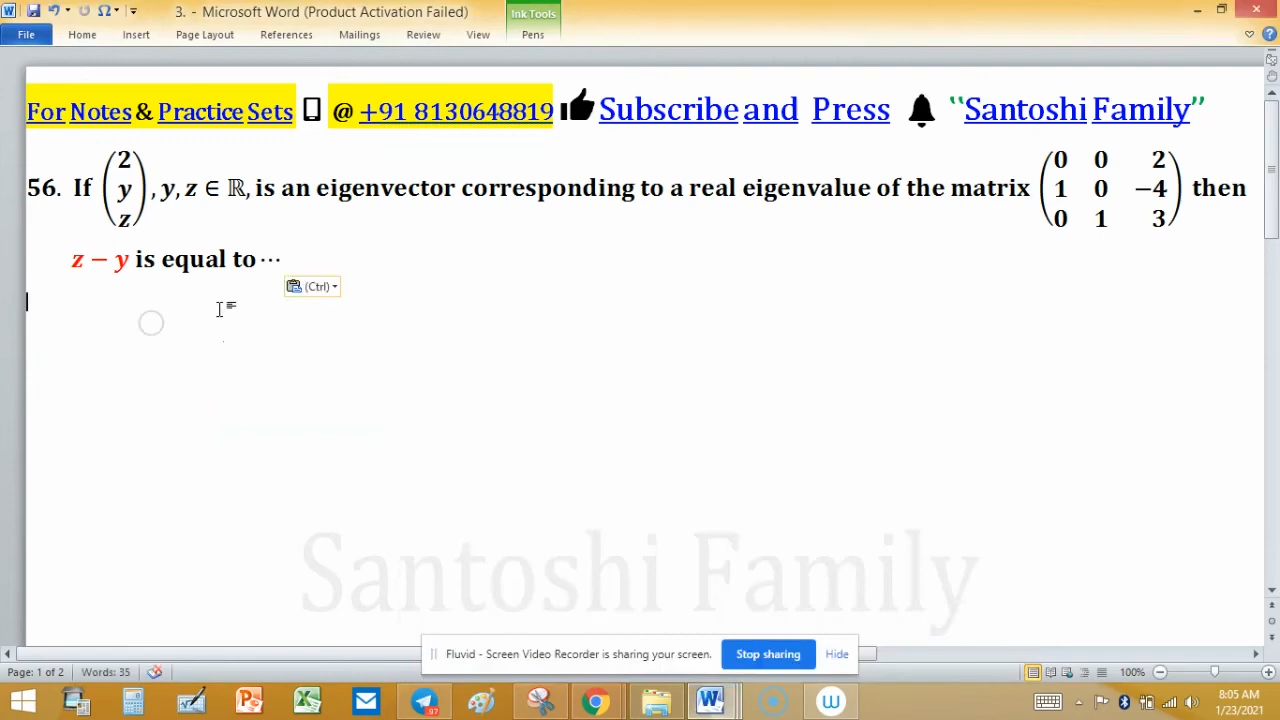 3. - Microsoft Word (Product Activation Failed)
Ink Tools
File Home Insert Page Layout References Mailings Review View Pens
For Notes & Practice Sets @ +91 8130648819 Subscribe and Press "Santoshi Family"
56. If (2 y z), y, z ∈ ℝ, is an eigenvector corresponding to a real eigenvalue of the matrix (0 0 2 1 0 −4 0 1 3) then
z − y is equal to ⋯
(Ctrl)
Santoshi Family
Fluvid - Screen Video Recorder is sharing your screen. Stop sharing Hide
Page: 1 of 2 Words: 35 100%
97
8:05 AM
1/23/2021